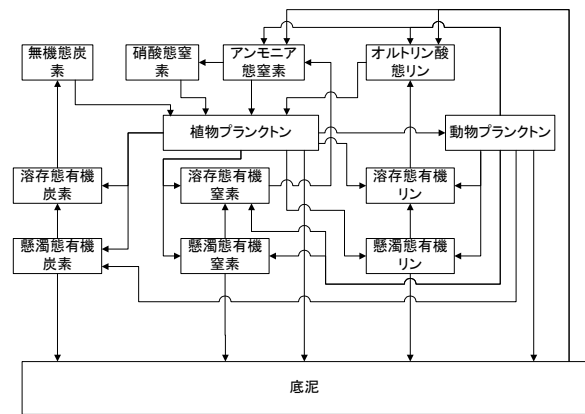 無機態炭
素
硝酸態窒
素
アンモニア
態窒素
オルトリン酸
態リン
植物プランクトン
動物プランクトン
溶存態有機
炭素
溶存態有機
窒素
溶存態有機
リン
懸濁態有機
炭素
懸濁態有機
窒素
懸濁態有機
リン
底泥